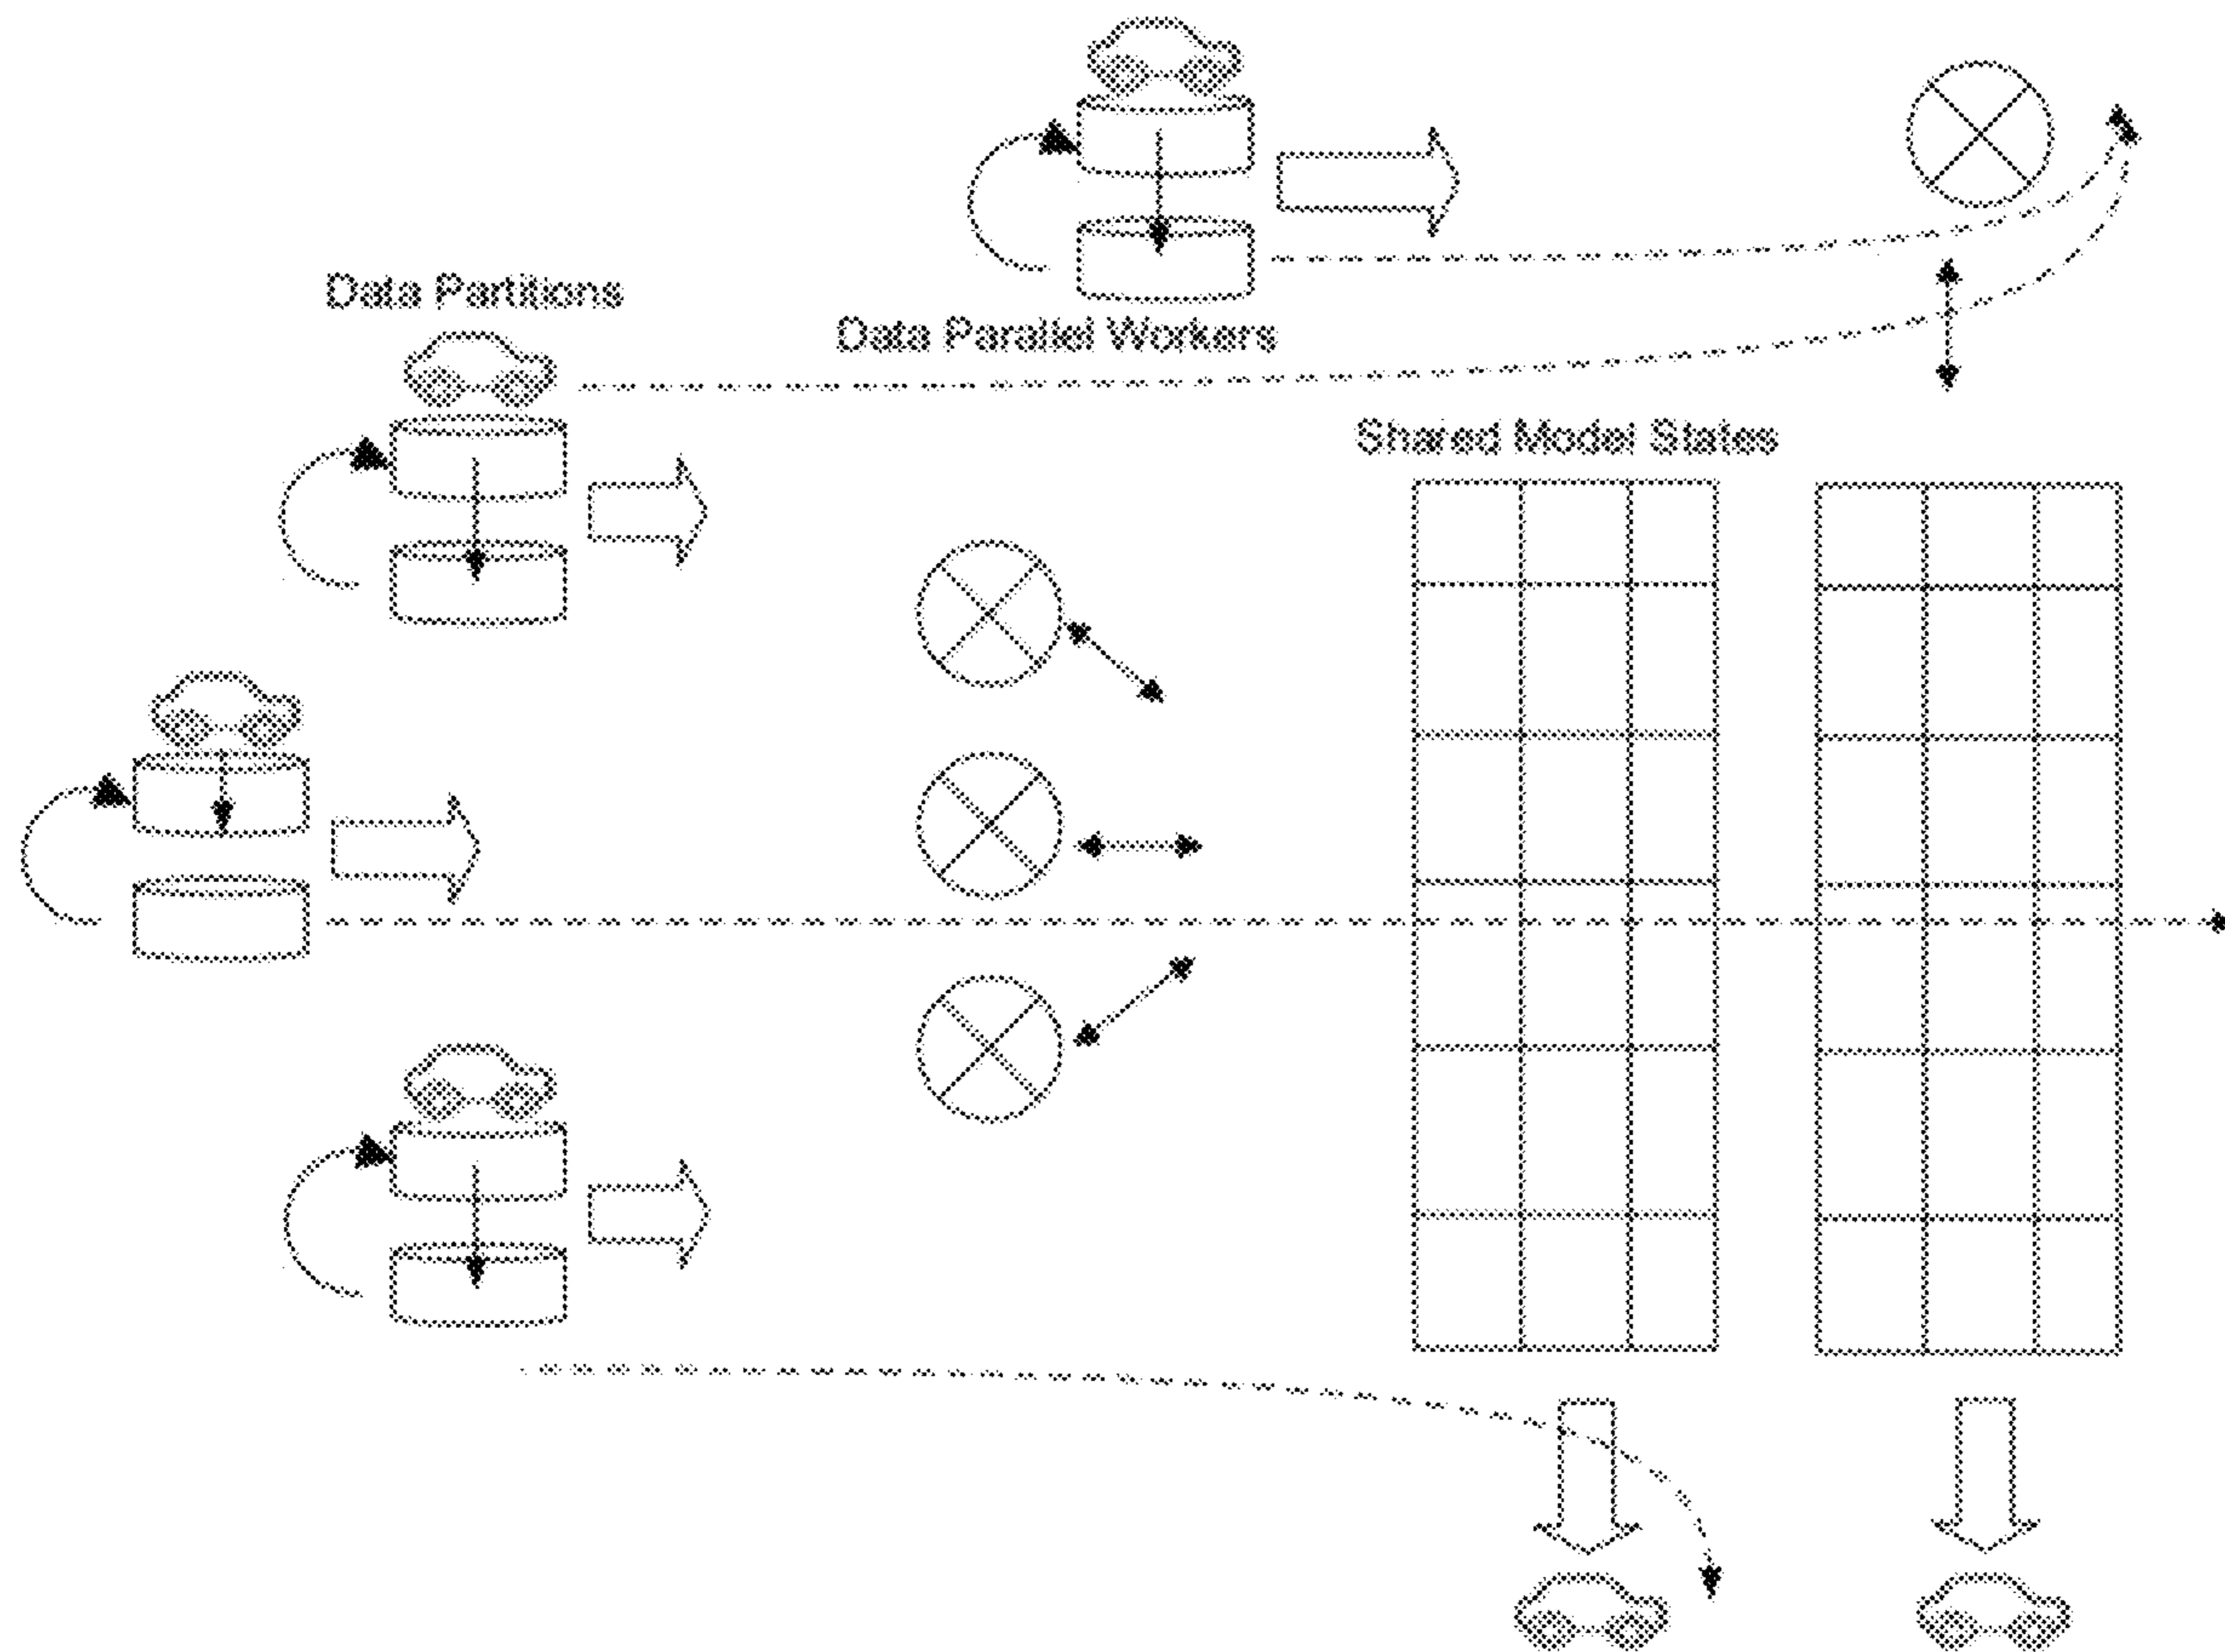 Data Partitions
Data Parallel Workers
Shared Model States